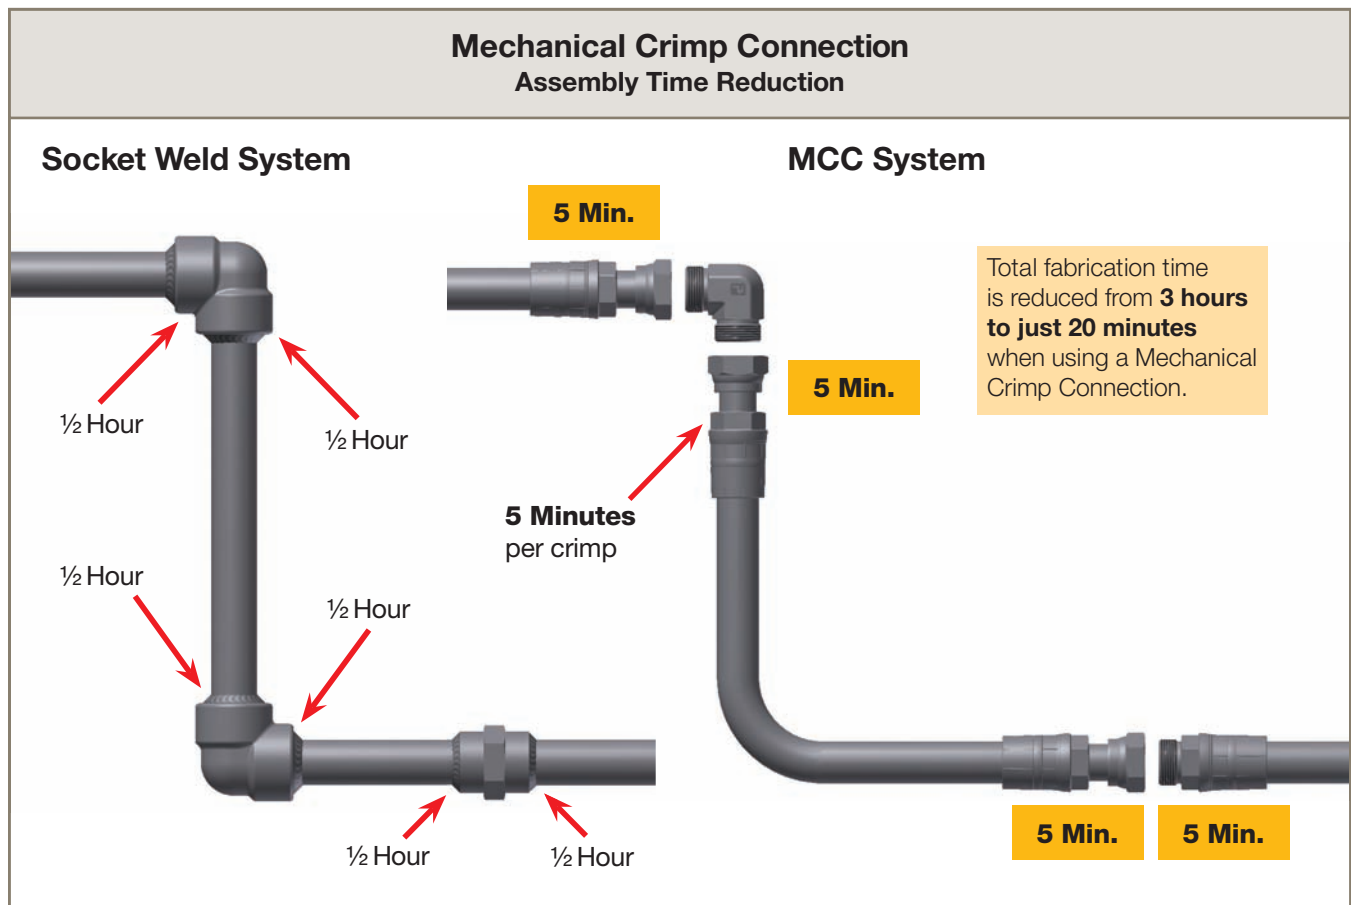 Mechanical Crimp Connection
Assembly Time Reduction
Socket Weld System
MCC System
5 Min.
Total fabrication time
is reduced from 3 hours
to just 20 minutes
when using a Mechanical
Crimp Connection.
5 Min.
½ Hour
½ Hour
5 Minutes
per crimp
½ Hour
½ Hour
5 Min.
5 Min.
½ Hour
½ Hour